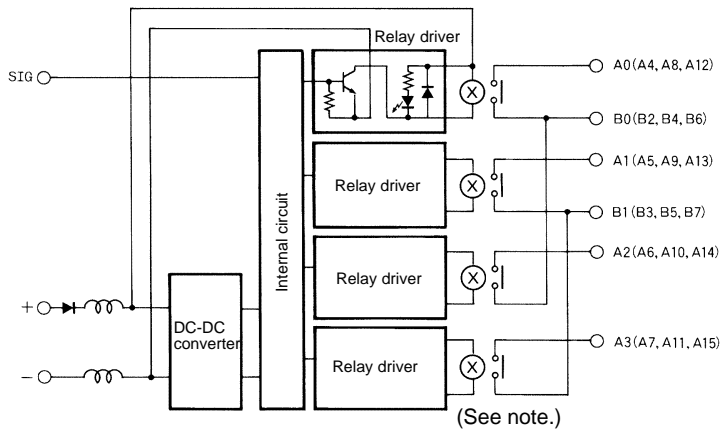 Relay driver
SIG
A0(A4, A8, A12)
B0(B2, B4, B6)
A1(A5, A9, A13)
Relay driver
B1(B3, B5, B7)
Internal circuit
A2(A6, A10, A14)
Relay driver
+
DC-DC
converter
A3(A7, A11, A15)
Relay driver
−
(See note.)
X
X
X
X